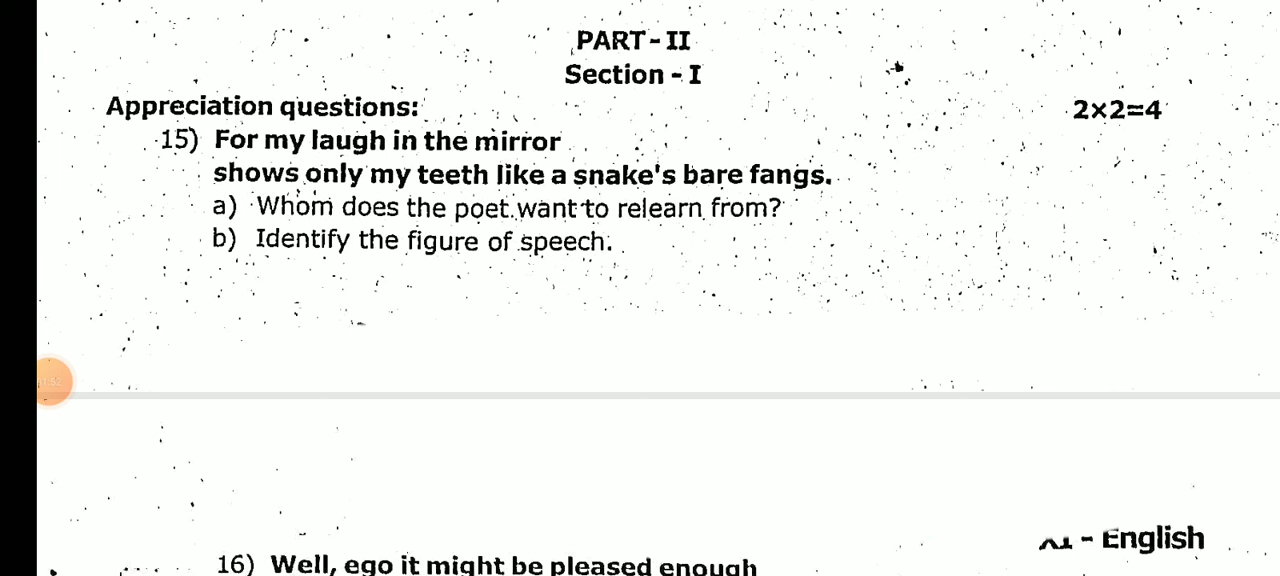 PART - II
Section - I
Appreciation questions: 2×2=4
15) For my laugh in the mirror
shows only my teeth like a snake's bare fangs.
a) Whom does the poet want to relearn from?
b) Identify the figure of speech.
11:52
- English
16) Well, ego it might be pleased enough